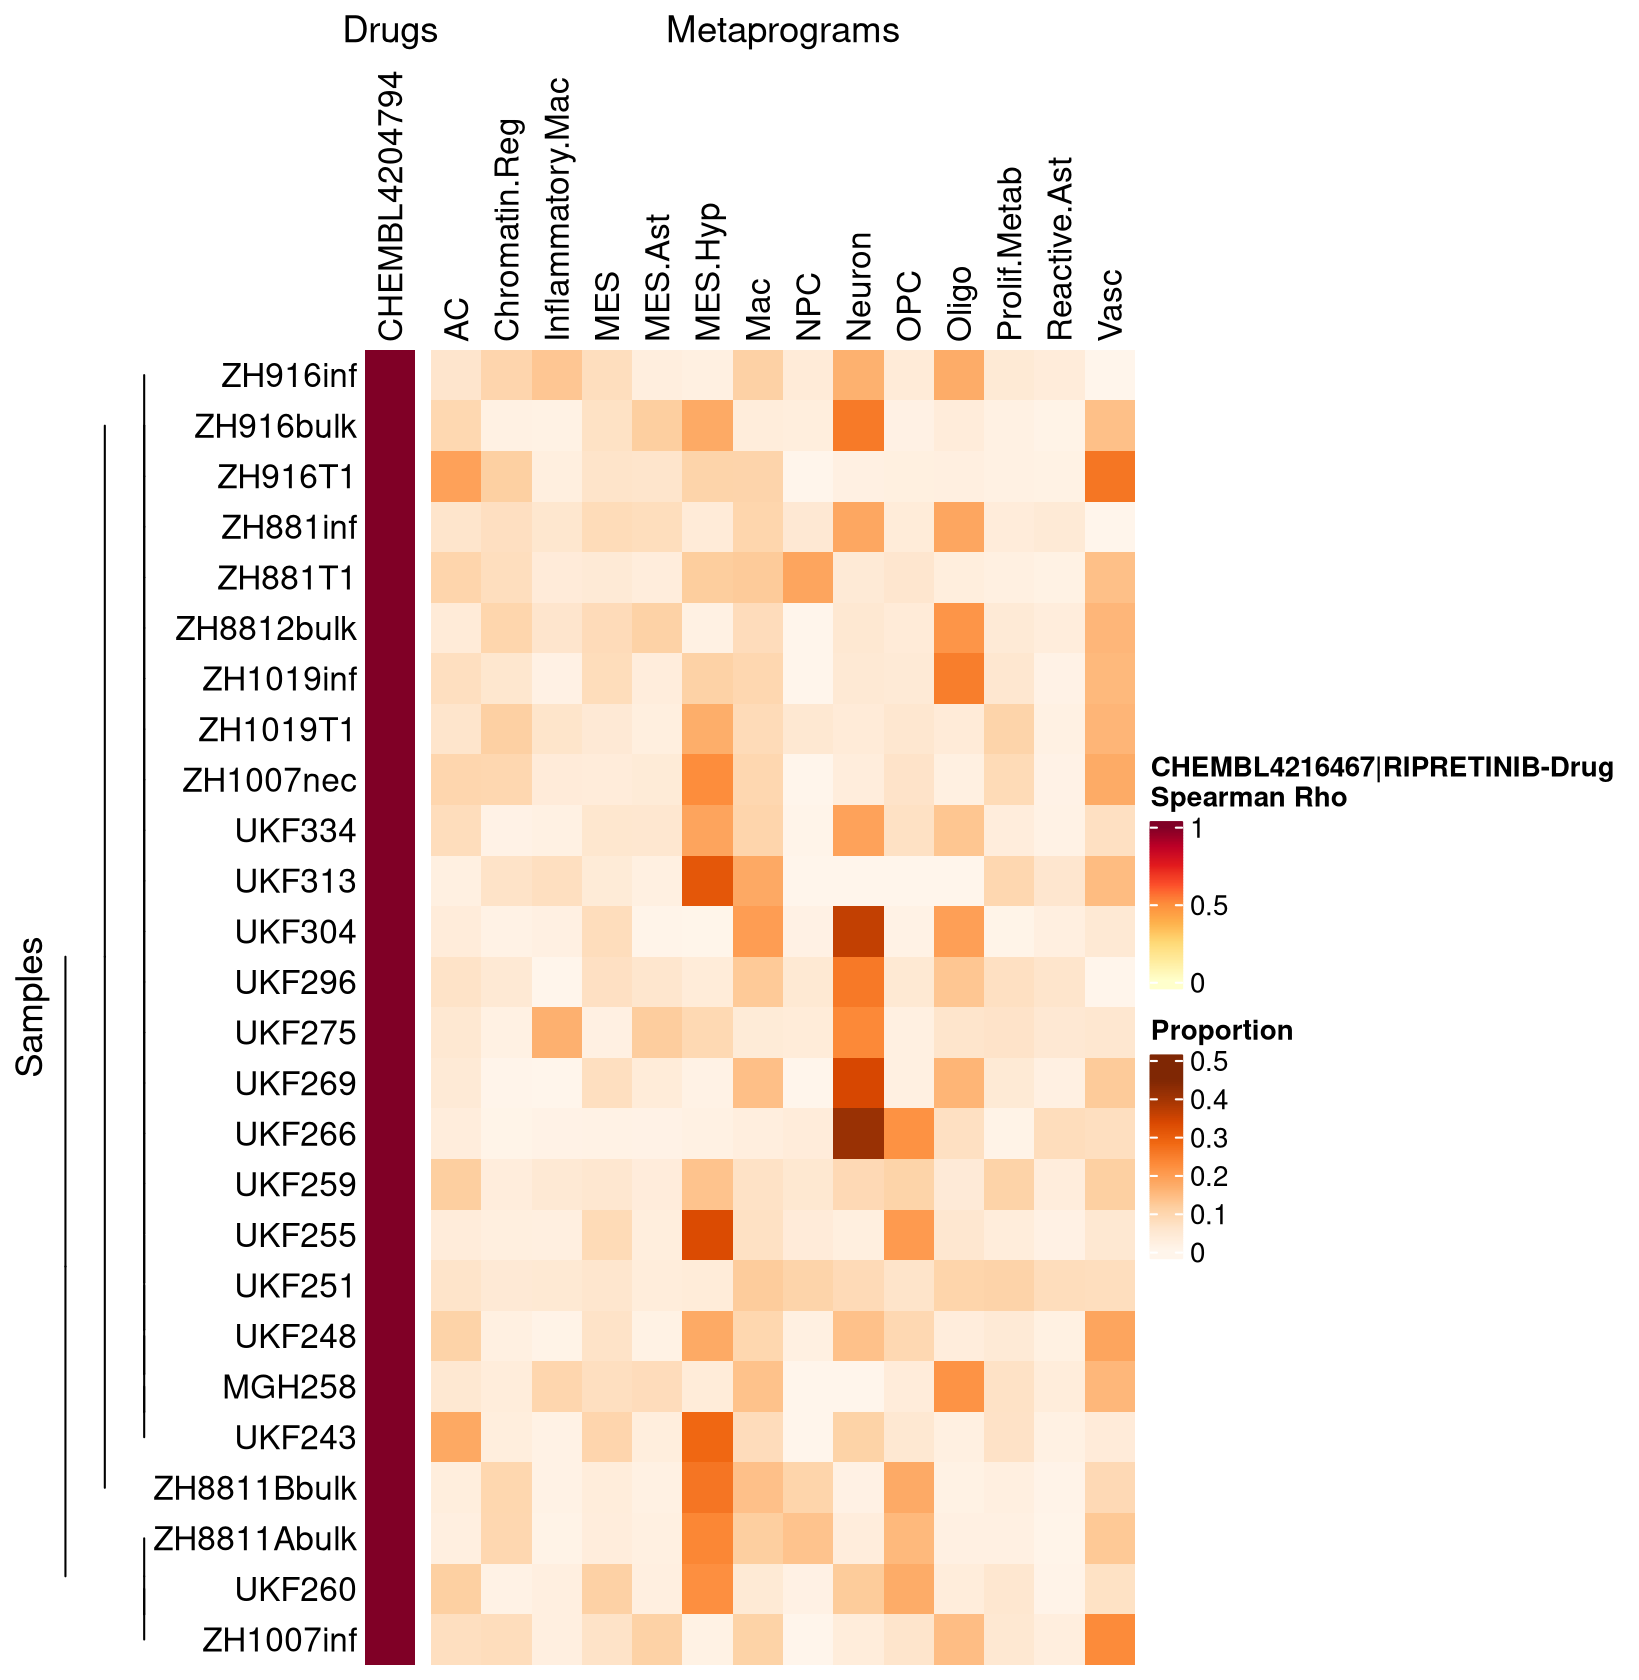 Drugs
Metaprograms
CHEMBL4204794
AC
Chromatin.Reg
Inflammatory.Mac
MES
MES.Ast
MES.Hyp
Mac
NPC
Neuron
OPC
Oligo
Prolif.Metab
Reactive.Ast
Vasc
Samples
ZH916inf
ZH916bulk
ZH916T1
ZH881inf
ZH881T1
ZH8812bulk
ZH1019inf
ZH1019T1
ZH1007nec
UKF334
UKF313
UKF304
UKF296
UKF275
UKF269
UKF266
UKF259
UKF255
UKF251
UKF248
MGH258
UKF243
ZH8811Bbulk
ZH8811Abulk
UKF260
ZH1007inf
CHEMBL4216467|RIPRETINIB-Drug
Spearman Rho
1
0.5
0
Proportion
0.5
0.4
0.3
0.2
0.1
0